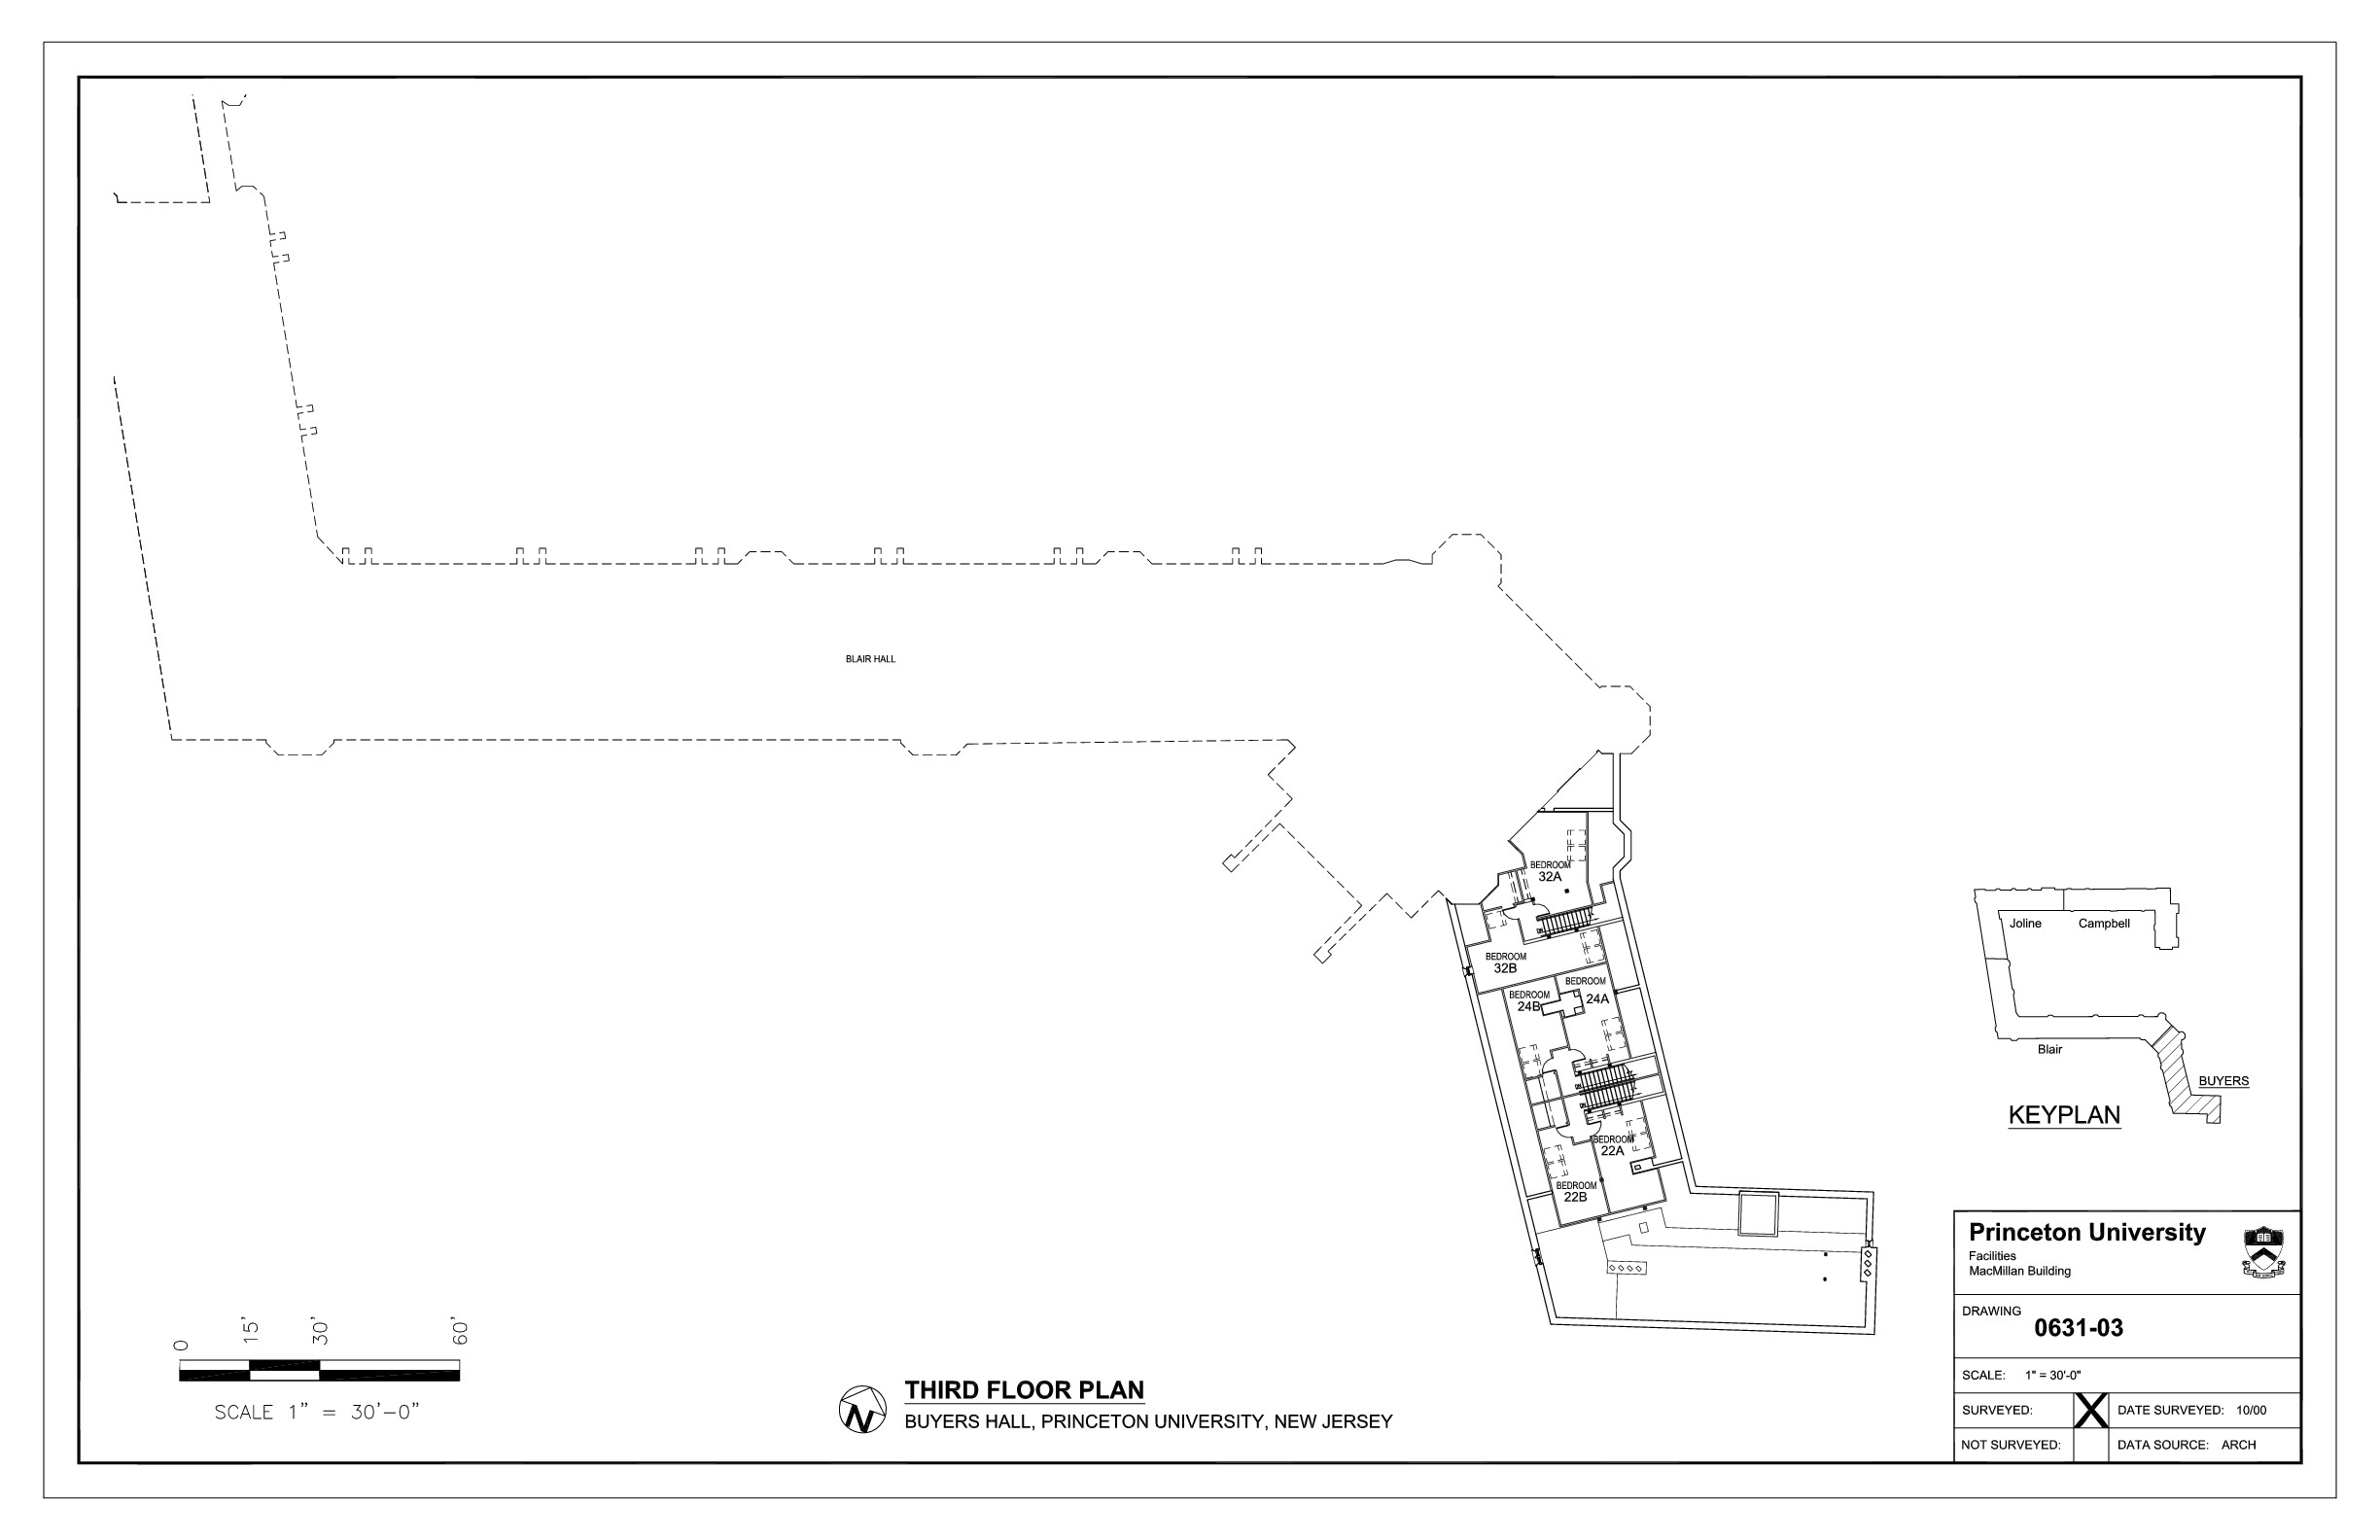 BLAIR HALL
BEDROOM
32A
BEDROOM
32B
BEDROOM
24A
BEDROOM
24B
BEDROOM
22A
BEDROOM
22B
Joline
Campbell
Blair
BUYERS
KEYPLAN
0
15'
30'
60'
SCALE 1" = 30'-0"
N
THIRD FLOOR PLAN
BUYERS HALL, PRINCETON UNIVERSITY, NEW JERSEY
Princeton University
Facilities
MacMillan Building
DRAWING
0631-03
SCALE: 1" = 30'-0"
SURVEYED: X DATE SURVEYED: 10/00
NOT SURVEYED: DATA SOURCE: ARCH